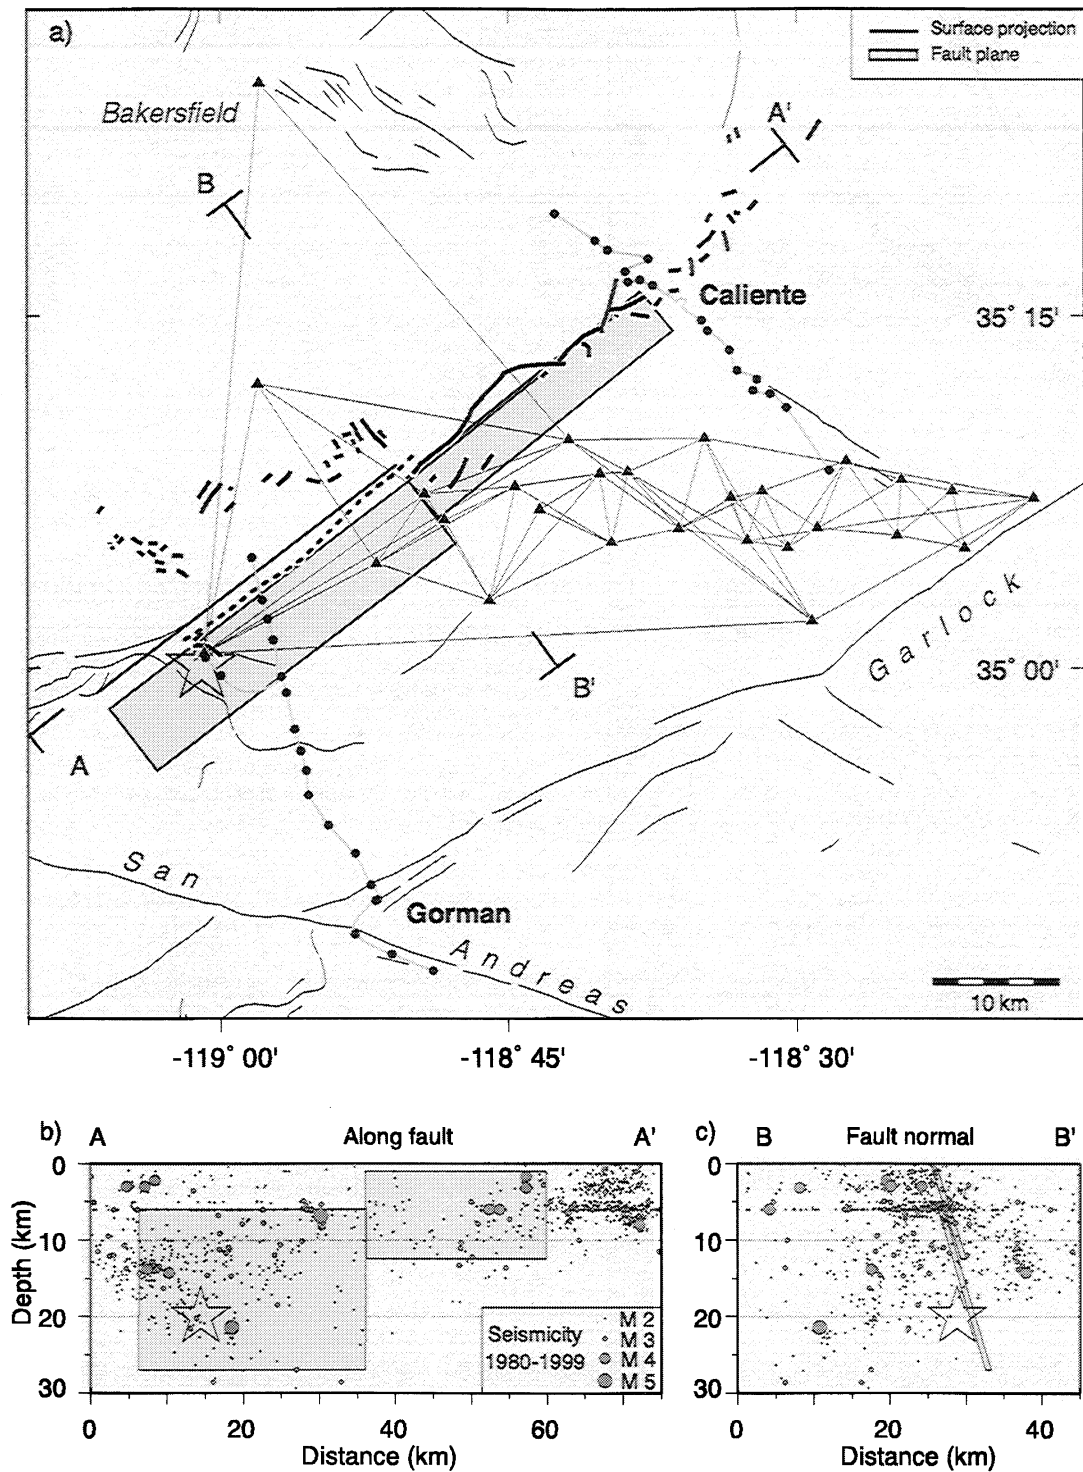 a)
Surface projection
Fault plane
Bakersfield
A'
B
Caliente
35° 15'
Garlock
35° 00'
B'
A
San
Gorman
Andreas
10 km
-119° 00'
-118° 45'
-118° 30'
b) A Along fault A'
c) B Fault normal B'
Depth (km)
0
10
20
30
Seismicity
1980-1999
M 2
M 3
M 4
M 5
0 20 40 60
Distance (km)
0
10
20
30
0 20 40
Distance (km)